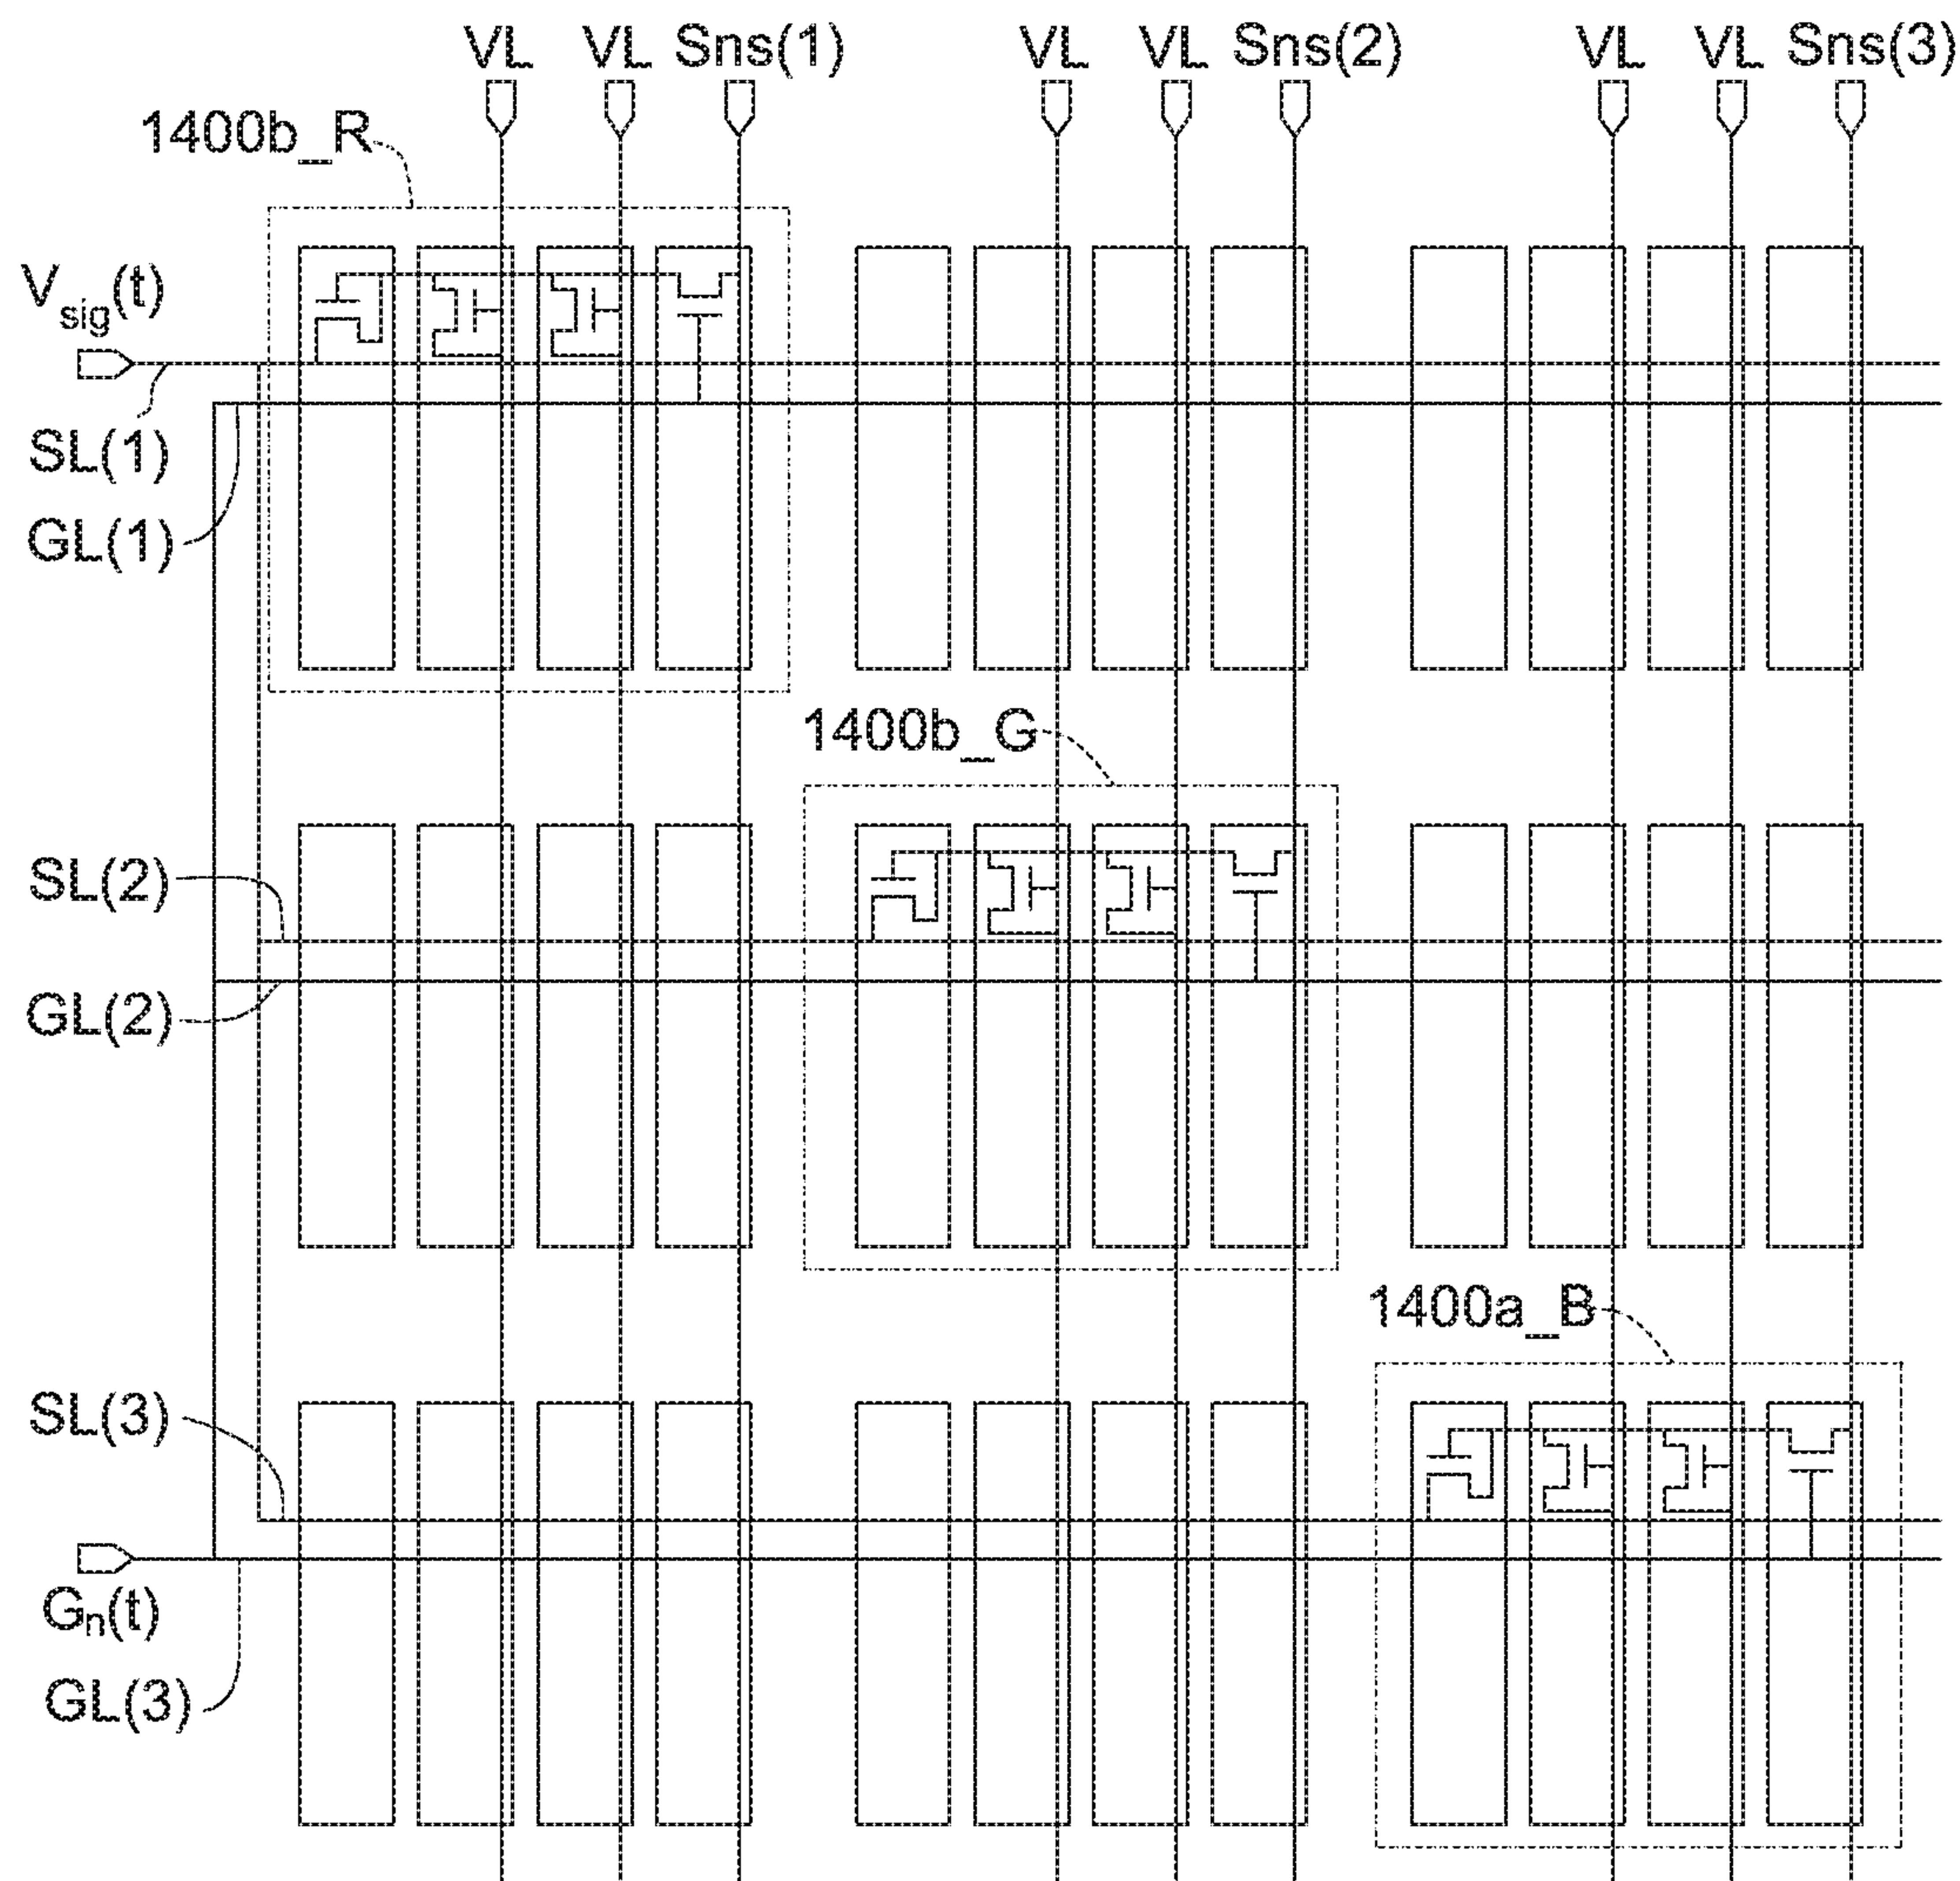 VL VL Sns(1) VL VL Sns(2) VL VL Sns(3)
1400b_R
Vsig(t)
SL(1)
GL(1)
1400b_G
SL(2)
GL(2)
1400a_B
SL(3)
Gn(t)
GL(3)